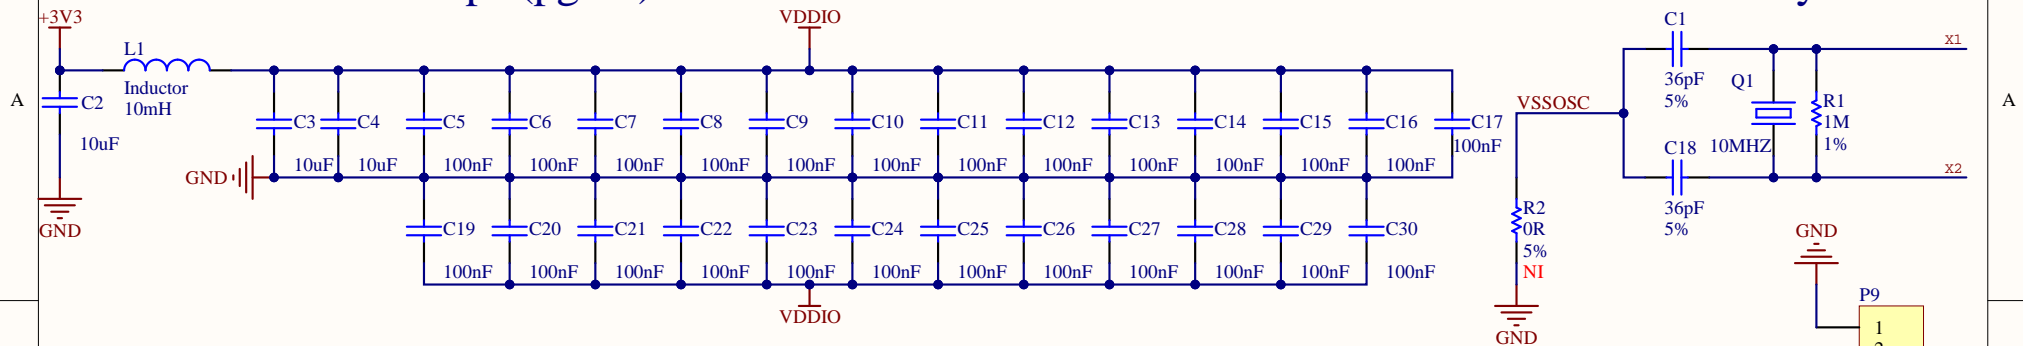 +3V3
VDDIO
C1
X1
L1
Inductor
10mH
36pF
5%
Q1
A
C2
VSSOSC
R1
1M
1%
A
C3
C4
C5
C6
C7
C8
C9
C10
C11
C12
C13
C14
C15
C16
C17
10uF
100nF
C18
10MHZ
10uF
10uF
100nF
100nF
100nF
100nF
100nF
100nF
100nF
100nF
100nF
100nF
100nF
100nF
GND
X2
36pF
5%
R2
0R
5%
NI
GND
C19
C20
C21
C22
C23
C24
C25
C26
C27
C28
C29
C30
GND
100nF
100nF
100nF
100nF
100nF
100nF
100nF
100nF
100nF
100nF
100nF
100nF
VDDIO
GND
P9
1